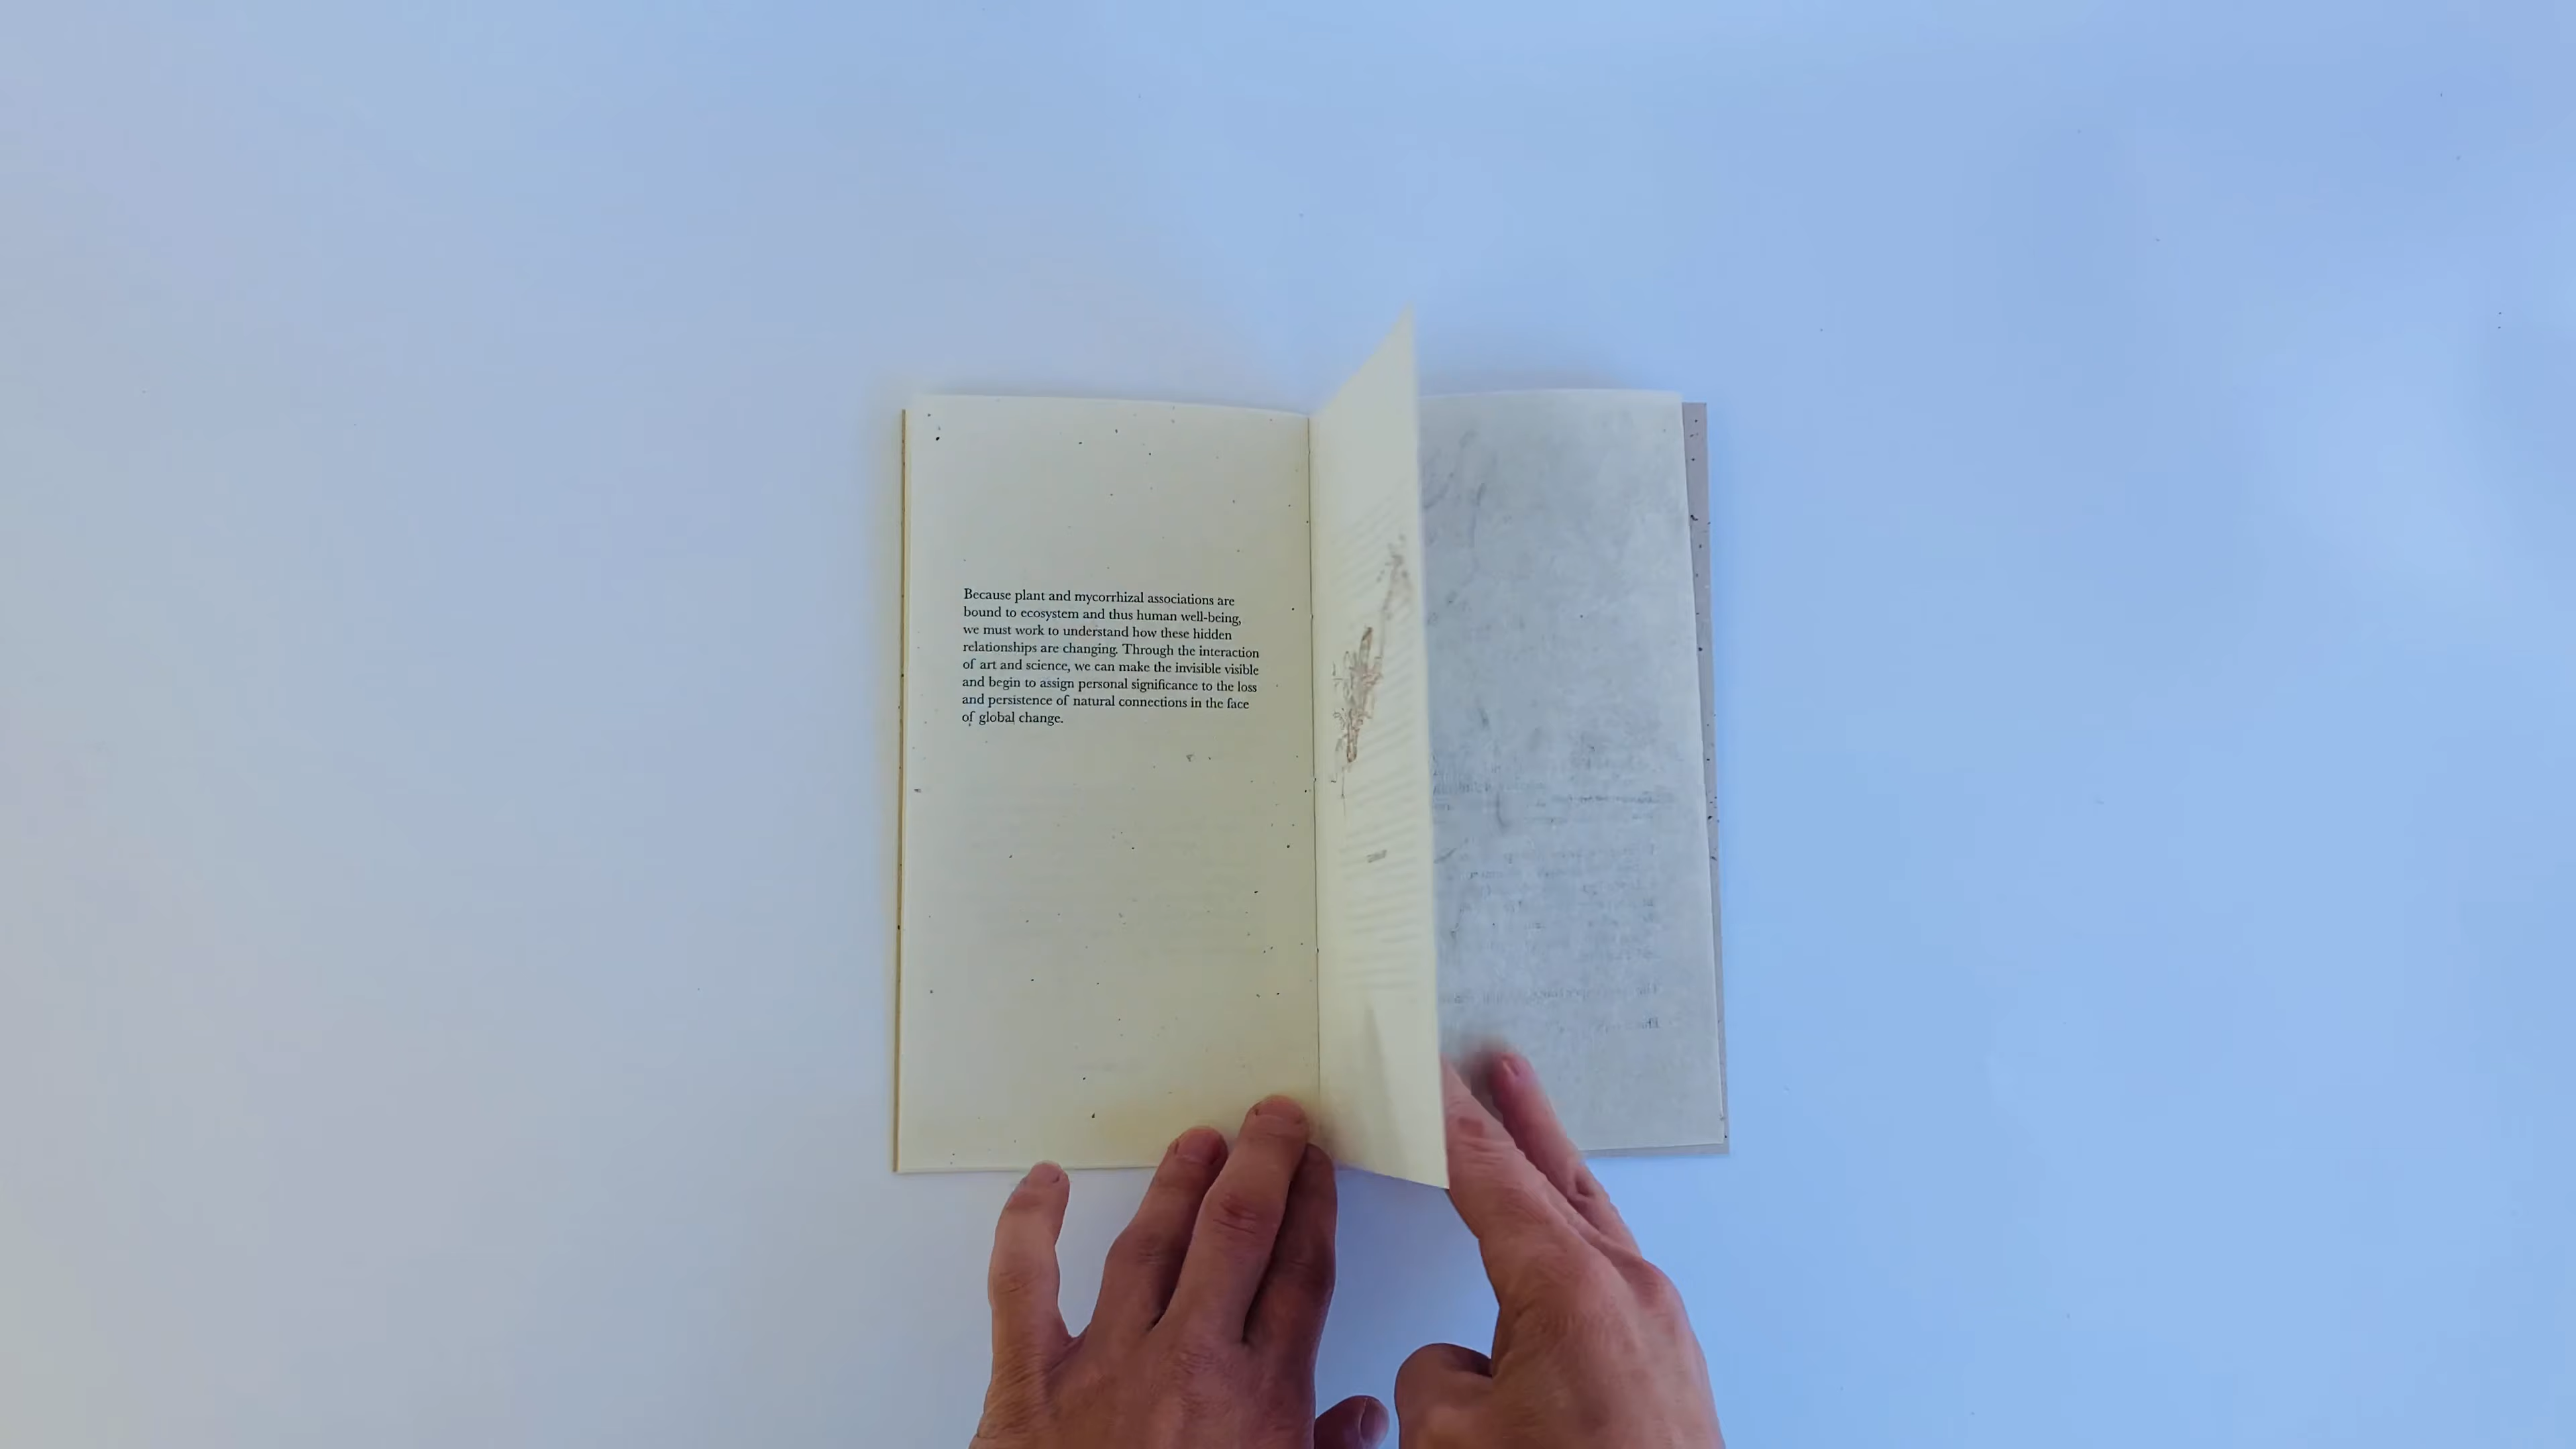 Because plant and mycorrhizal associations are
bound to ecosystem and thus human well-being,
we must work to understand how these hidden
relationships are changing. Through the interaction
of art and science, we can make the invisible visible
and begin to assign personal significance to the loss
and persistence of natural connections in the face
of global change.